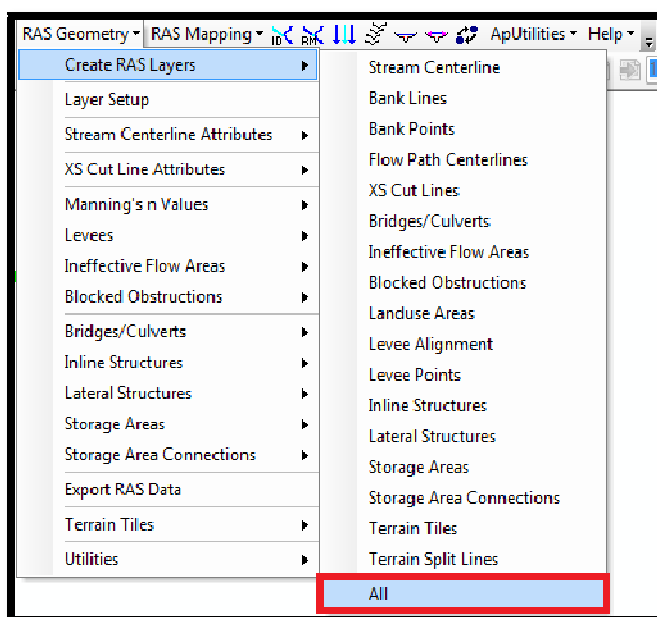 RAS Geometry RAS Mapping ID RM ApUtilities Help
Create RAS Layers
Layer Setup
Stream Centerline Attributes
XS Cut Line Attributes
Manning's n Values
Levees
Ineffective Flow Areas
Blocked Obstructions
Bridges/Culverts
Inline Structures
Lateral Structures
Storage Areas
Storage Area Connections
Export RAS Data
Terrain Tiles
Utilities
Stream Centerline
Bank Lines
Bank Points
Flow Path Centerlines
XS Cut Lines
Bridges/Culverts
Ineffective Flow Areas
Blocked Obstructions
Landuse Areas
Levee Alignment
Levee Points
Inline Structures
Lateral Structures
Storage Areas
Storage Area Connections
Terrain Tiles
Terrain Split Lines
All